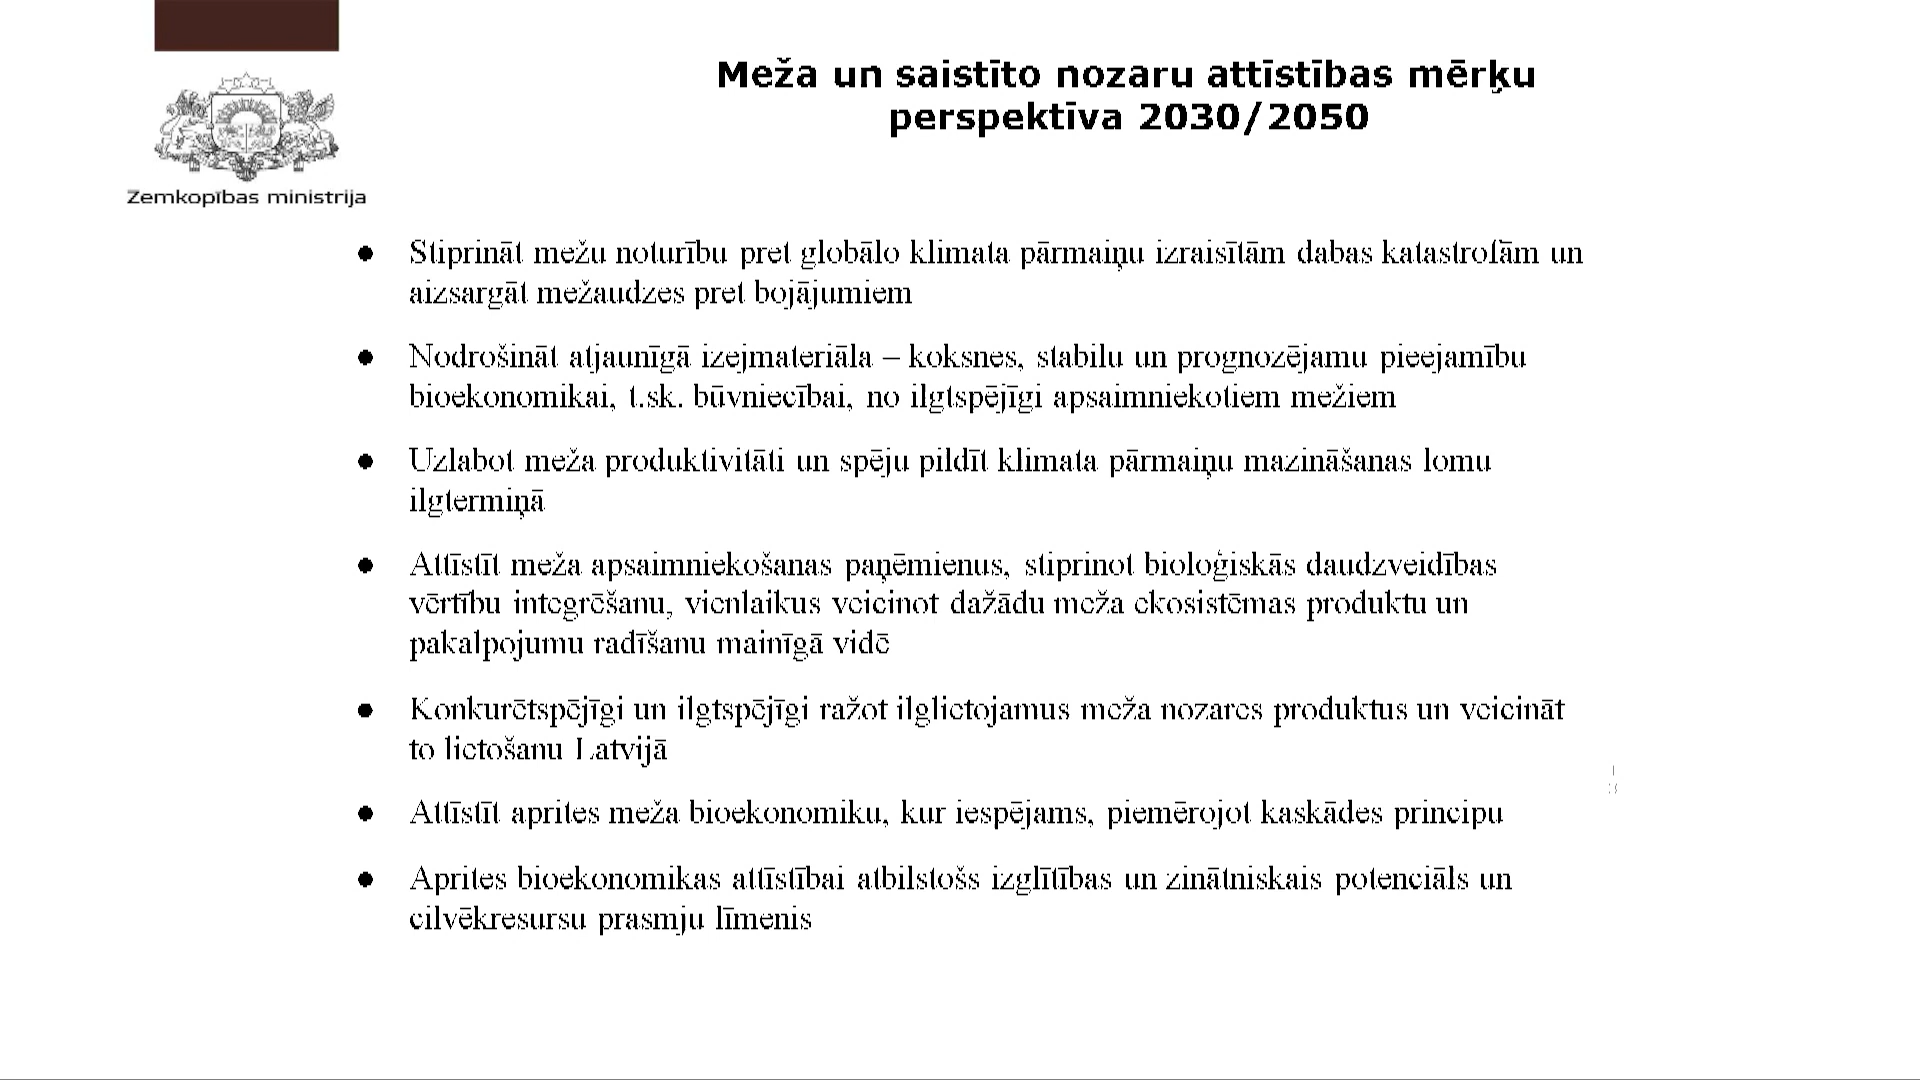 Meža un saistīto nozaru attīstības mērķu
perspektīva 2030/2050
Zemkopības ministrija
● Stiprināt mežu noturību pret globālo klimata pārmaiņu izraisītām dabas katastrofām un
aizsargāt mežaudzes pret bojājumiem
● Nodrošināt atjaunīgā izejmateriāla – koksnes, stabilu un prognozējamu pieejamību
bioekonomikai, t.sk. būvniecībai, no ilgtspējīgi apsaimniekotiem mežiem
● Uzlabot meža produktivitāti un spēju pildīt klimata pārmaiņu mazināšanas lomu
ilgtermiņā
● Attīstīt meža apsaimniekošanas paņēmienus, stiprinot bioloģiskās daudzveidības
vērtību integrēšanu, vienlaikus veicinot dažādu meža ekosistēmas produktu un
pakalpojumu radīšanu mainīgā vidē
● Konkurētspējīgi un ilgtspējīgi ražot ilglietojamus meža nozares produktus un veicināt
to lietošanu Latvijā
● Attīstīt aprites meža bioekonomiku, kur iespējams, piemērojot kaskādes principu
● Aprites bioekonomikas attīstībai atbilstošs izglītības un zinātniskais potenciāls un
cilvēkresursu prasmju līmenis